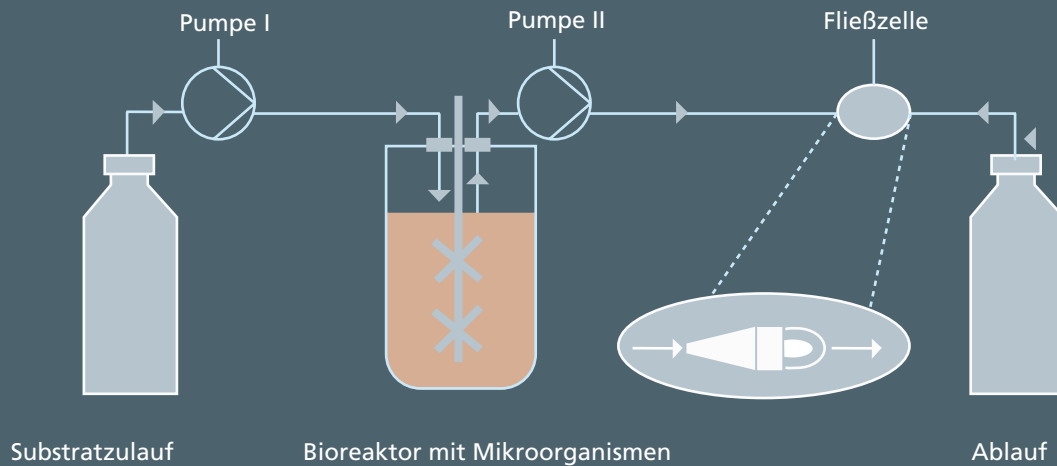 Pumpe I
Pumpe II
Fließzelle
Substratzulauf
Bioreaktor mit Mikroorganismen
Ablauf